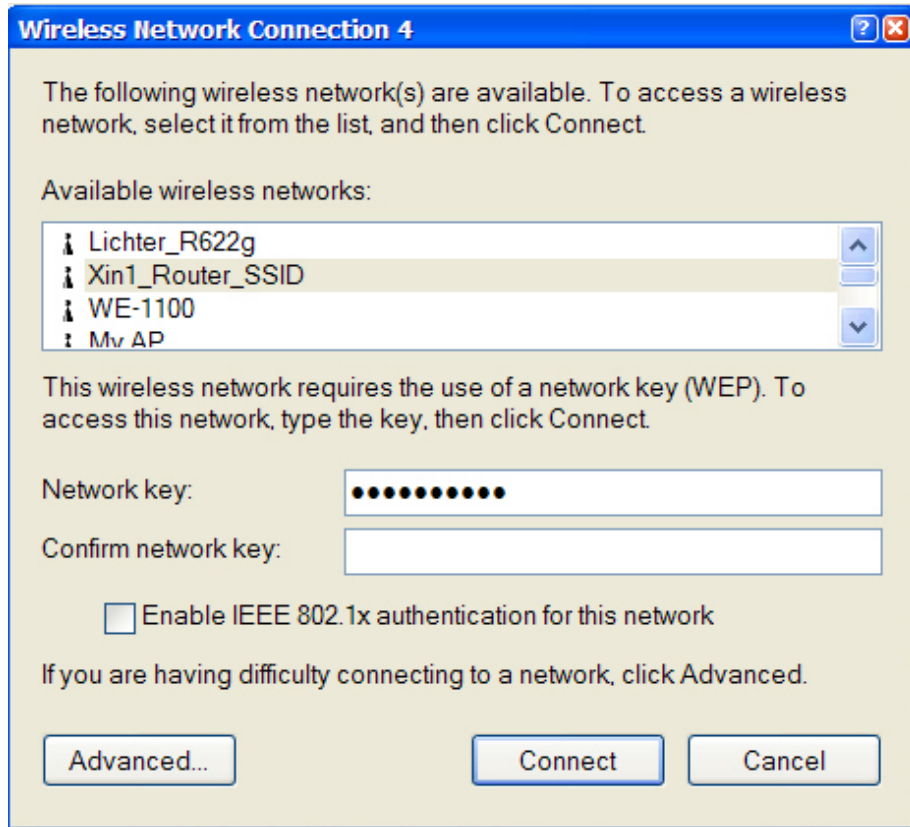 Wireless Network Connection 4
The following wireless network(s) are available. To access a wireless
network, select it from the list, and then click Connect.
Available wireless networks:
Lichter_R622g
Xin1_Router_SSID
WE-1100
My AP
This wireless network requires the use of a network key (WEP). To
access this network, type the key, then click Connect.
Network key: ••••••••••
Confirm network key:
Enable IEEE 802.1x authentication for this network
If you are having difficulty connecting to a network, click Advanced.
Advanced... Connect Cancel